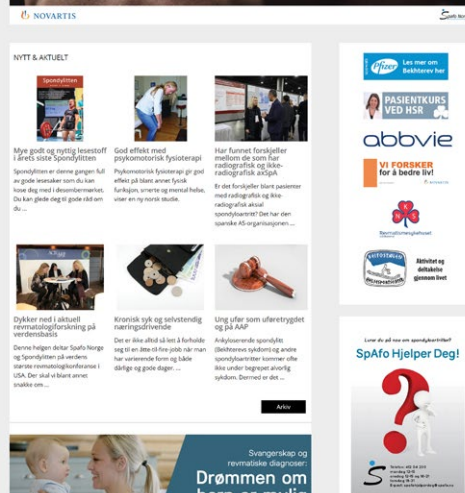 NOVARTIS
NYTT & AKTUELT
Spondylitten
Mye godt og nyttig lesestoff
i årets siste Spondylitten
Spondylitten er denne gangen full
av gode lesesaker som du kan
kose deg med i desembermørket.
Du kan glede deg til gode råd om
du ...
God effekt med
psykomotorisk fysioterapi
Psykomotorisk fysioterapi gir god
effekt på blant annet fysisk
funksjon, smerte og mental helse,
viser en ny norsk studie.
Har funnet forskjeller
mellom de som har
radiografisk og ikke-
radiografisk axSpA
Er det forskjeller blant pasienter
med radiografisk og ikke
radiografisk aksial
spondyloartritt? Det har den
spanske AS-organisasjonen ...
Dykker ned i aktuell
revmatologiforskning på
verdensbasis
Denne helgen deltar Spafo Norge
og Spondylitten på verdens
største revmatologikonferanse i
USA. Der skal vi blant annet
snakke om ...
Kronisk syk og selvstendig
næringsdrivende
Det er ikke alltid så lett å forholde
seg til en åtte-til-fire-jobb når man
har varierende form og både
dårlige og gode dager. ...
Ung ufør som uføretrygdet
og på AAP
Ankyloserende spondylitt
(Bekhterevs sykdom) og andre
spondyloartritter kommer ofte
ikke under begrepet alvorlig
sykdom. Dermed er det ...
Arkiv
Svangerskap og
revmatiske diagnoser:
Drømmen om
barn er mulig
Pfizer
Les mer om
Bekhterev her
PASIENTKURS
VED HSR
abbvie
VI FORSKER
for å bedre liv!
NOVARTIS
Revmatismesykehuset
Aktivitet og
deltakelse
gjennom livet
Lurer du på noe om spondyloartritter?
SpAfo Hjelper Deg!